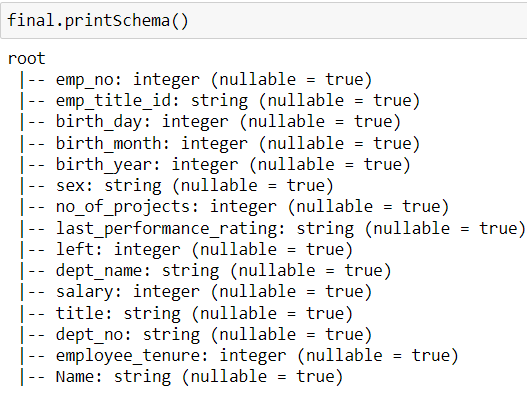 final.printSchema()
root
 |-- emp_no: integer (nullable = true)
 |-- emp_title_id: string (nullable = true)
 |-- birth_day: integer (nullable = true)
 |-- birth_month: integer (nullable = true)
 |-- birth_year: integer (nullable = true)
 |-- sex: string (nullable = true)
 |-- no_of_projects: integer (nullable = true)
 |-- last_performance_rating: string (nullable = true)
 |-- left: integer (nullable = true)
 |-- dept_name: string (nullable = true)
 |-- salary: integer (nullable = true)
 |-- title: string (nullable = true)
 |-- dept_no: string (nullable = true)
 |-- employee_tenure: integer (nullable = true)
 |-- Name: string (nullable = true)